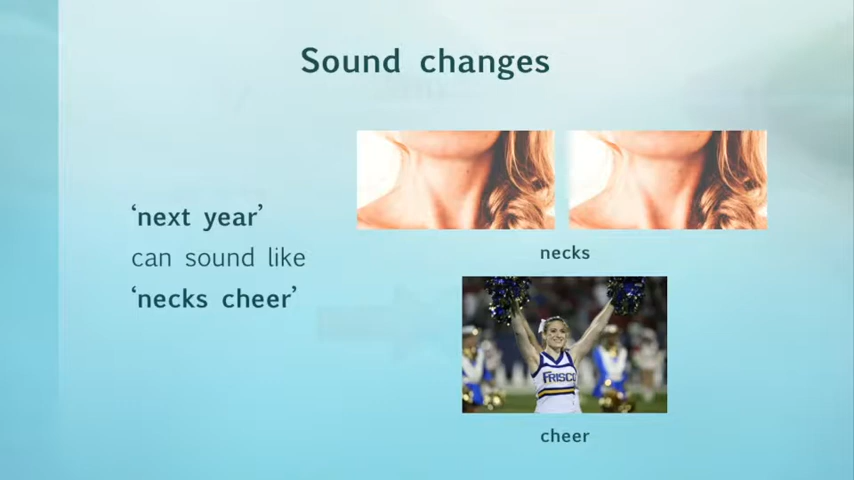 Sound changes
‘next year’
can sound like
‘necks cheer’
necks
FRISCO
cheer